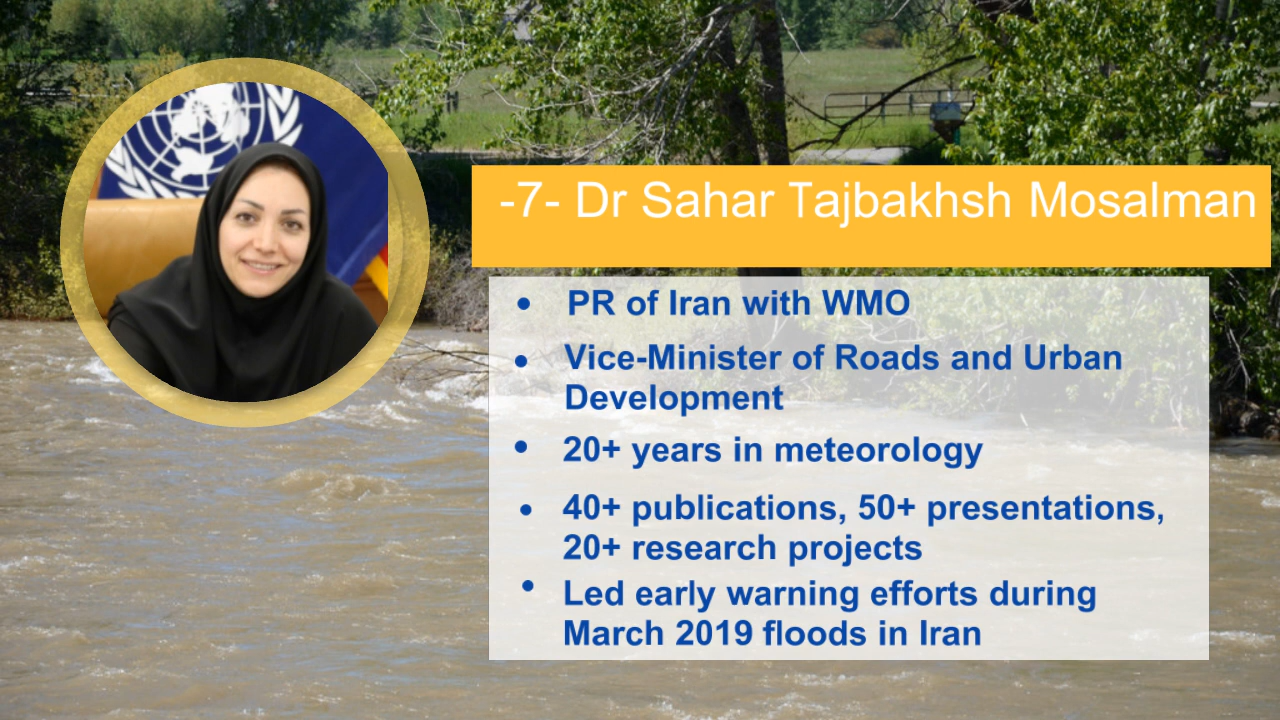 -7- Dr Sahar Tajbakhsh Mosalman
• PR of Iran with WMO
• Vice-Minister of Roads and Urban
Development
• 20+ years in meteorology
• 40+ publications, 50+ presentations,
20+ research projects
• Led early warning efforts during
March 2019 floods in Iran